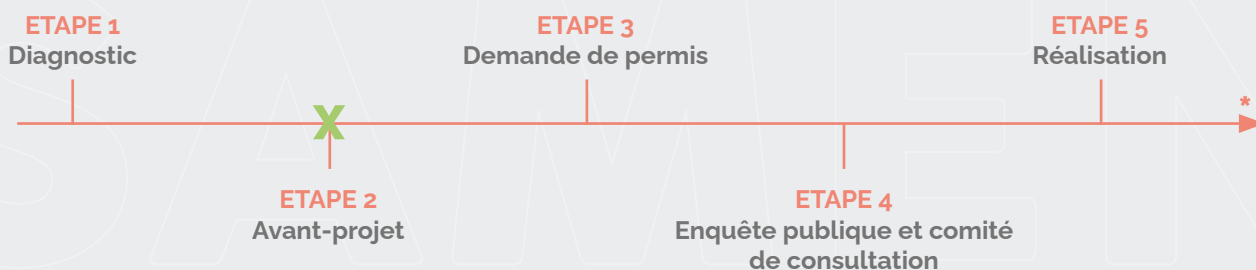 ETAPE 1
Diagnostic
ETAPE 3
Demande de permis
ETAPE 5
Réalisation
*
X
ETAPE 2
Avant-projet
ETAPE 4
Enquête publique et comité
de consultation
SAMEN